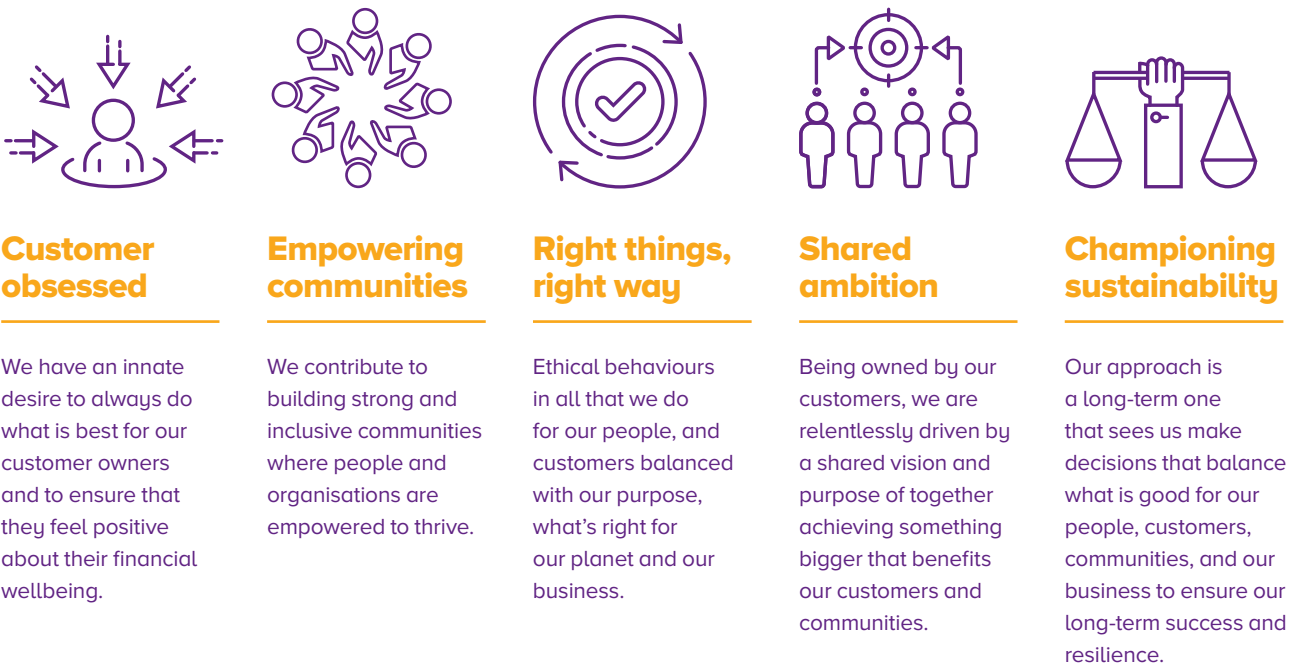 Customer
obsessed
We have an innate
desire to always do
what is best for our
customer owners
and to ensure that
they feel positive
about their financial
wellbeing.
Empowering
communities
We contribute to
building strong and
inclusive communities
where people and
organisations are
empowered to thrive.
Right things,
right way
Ethical behaviours
in all that we do
for our people, and
customers balanced
with our purpose,
what’s right for
our planet and our
business.
Shared
ambition
Being owned by our
customers, we are
relentlessly driven by
a shared vision and
purpose of together
achieving something
bigger that benefits
our customers and
communities.
Championing
sustainability
Our approach is
a long-term one
that sees us make
decisions that balance
what is good for our
people, customers,
communities, and our
business to ensure our
long-term success and
resilience.